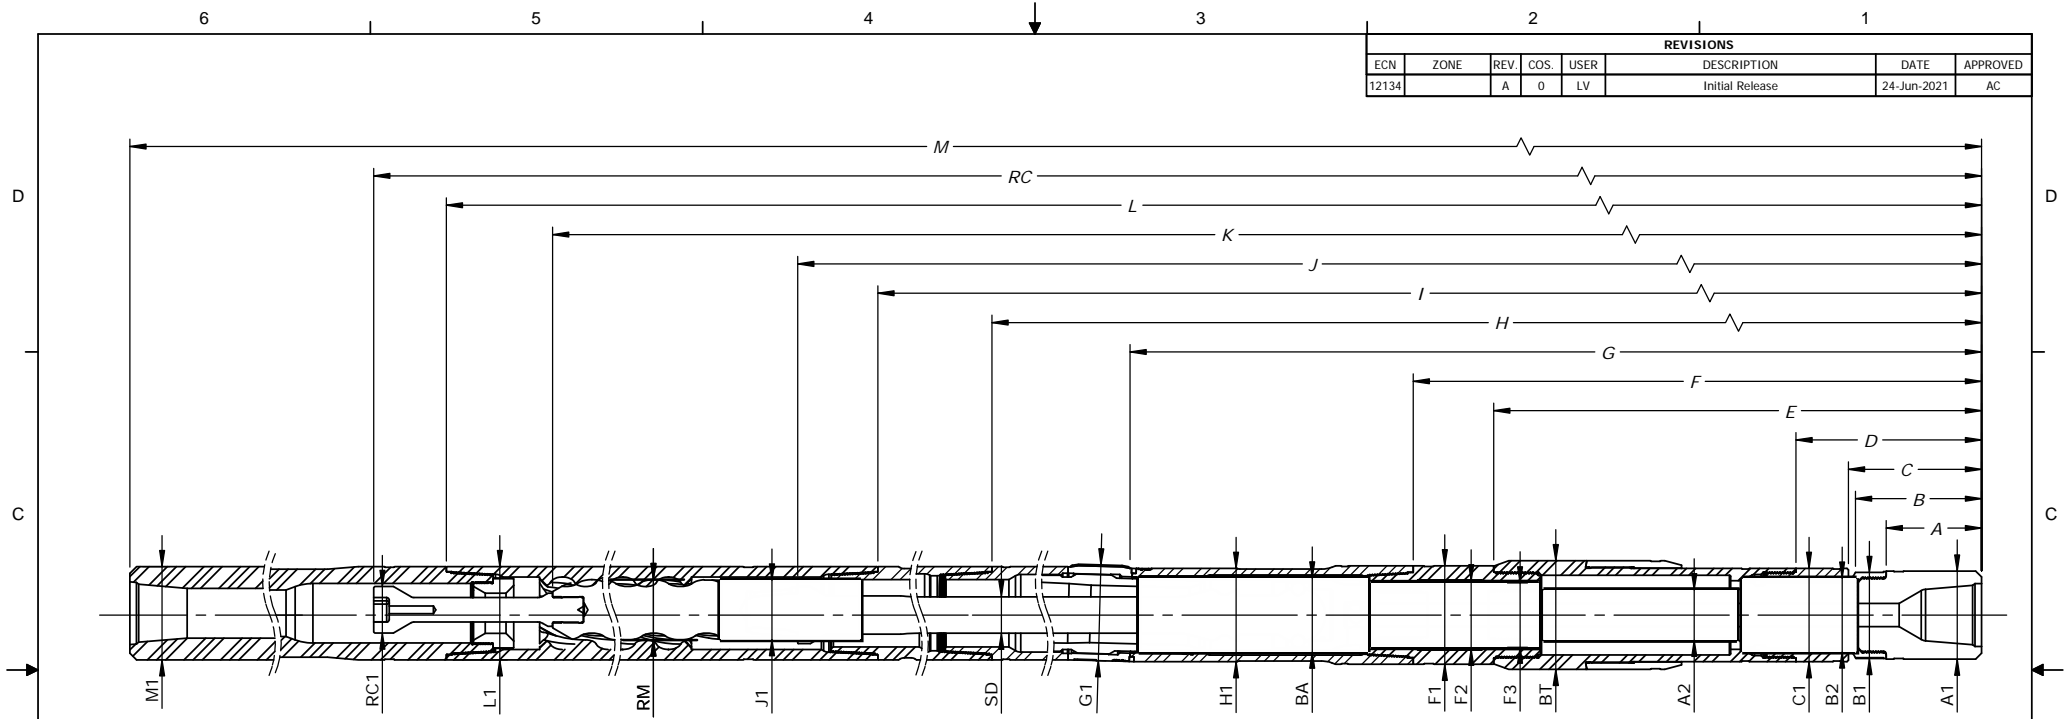 6 5 4 3 2 1
REVISIONS
ECN ZONE REV. COS. USER DESCRIPTION DATE APPROVED
12134 A 0 LV Initial Release 24-Jun-2021 AC
M
D RC D
L
K
J
I
H
G
F
E
D
C
B
C C
A
M1 RC1 L1 RM J1 SD G1 H1 BA F1 F2 F3 BT A2 C1 B2 B1 A1